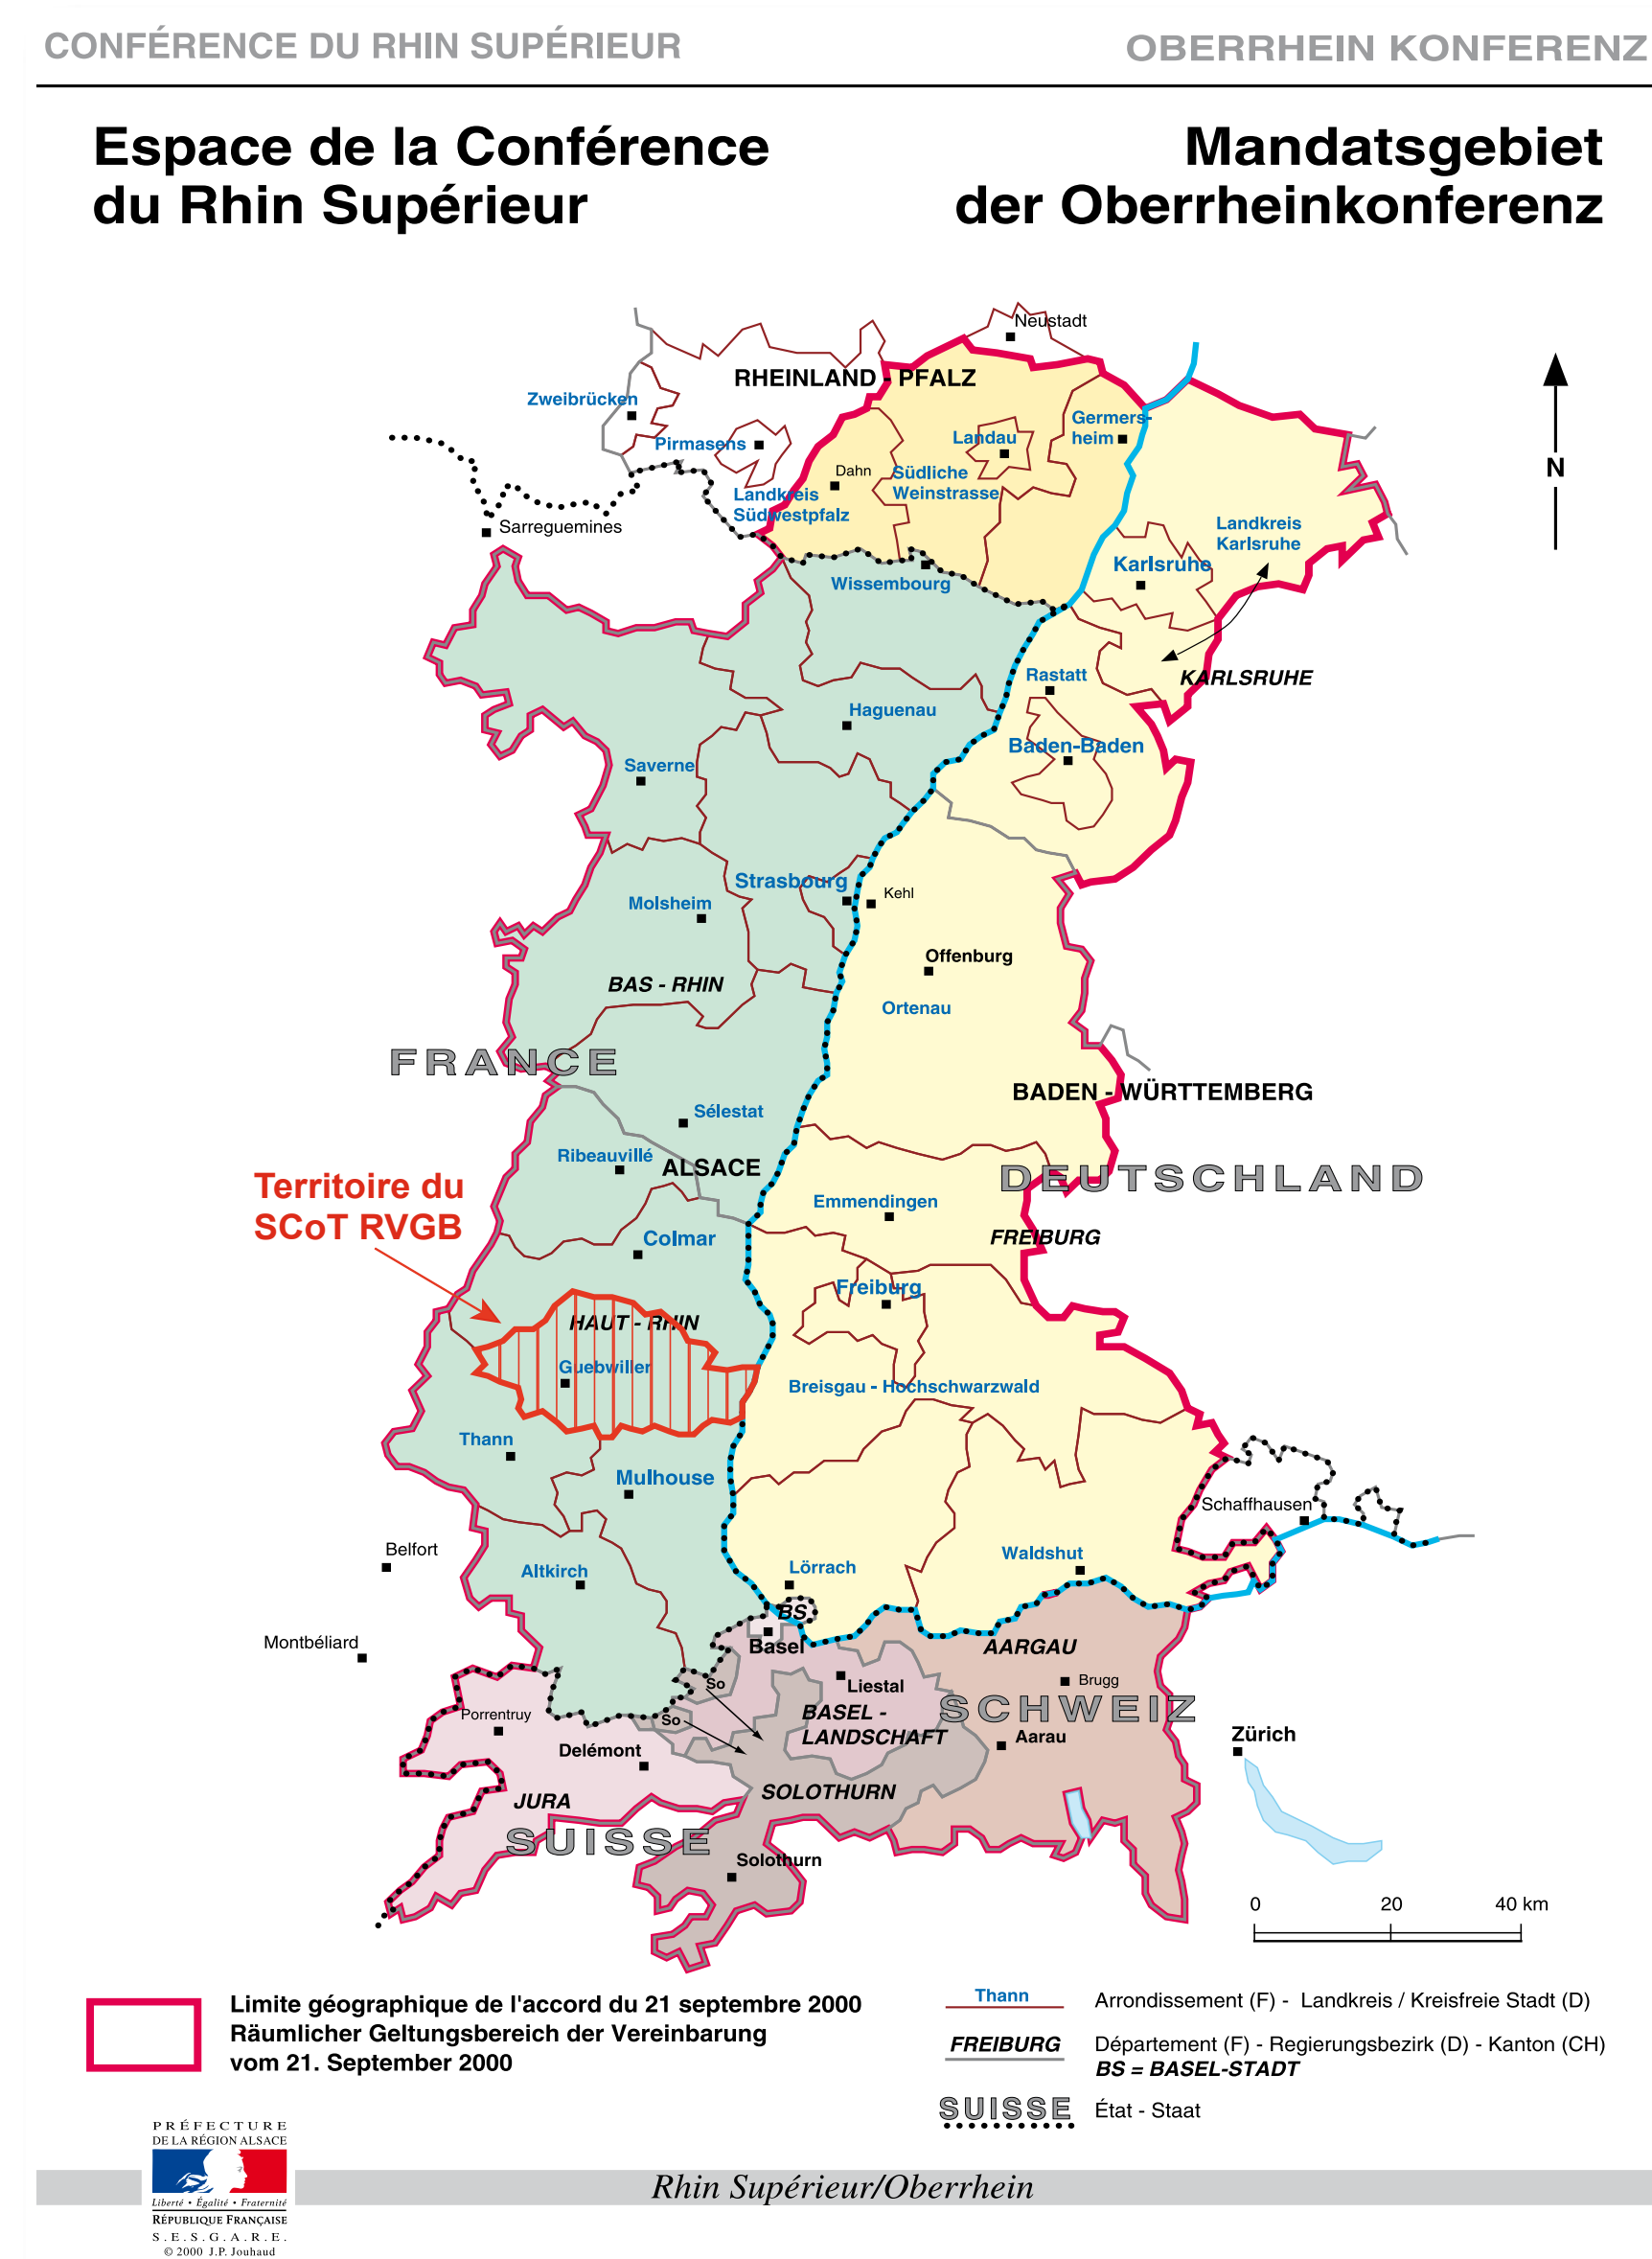 CONFÉRENCE DU RHIN SUPÉRIEUR
OBERRHEIN KONFERENZ
Espace de la Conférence
du Rhin Supérieur
Mandatsgebiet
der Oberrheinkonferenz
Neustadt
RHEINLAND - PFALZ
Zweibrücken
Germers-
heim
Landau
Pirmasens
Dahn
Südliche
Weinstrasse
N
Landkreis
Südwestpfalz
Sarreguemines
Landkreis
Karlsruhe
Karlsruhe
Wissembourg
Rastatt
KARLSRUHE
Haguenau
Baden-Baden
Saverne
Strasbourg
Kehl
Molsheim
Offenburg
BAS - RHIN
Ortenau
FRANCE
BADEN - WÜRTTEMBERG
Sélestat
Ribeauvillé
ALSACE
DEUTSCHLAND
Territoire du
SCoT RVGB
Emmendingen
Colmar
FREIBURG
Freiburg
HAUT - RHIN
Guebwiller
Breisgau - Hochschwarzwald
Thann
Mulhouse
Schaffhausen
Belfort
Waldshut
Lörrach
Altkirch
BS
Montbéliard
Basel
AARGAU
So
Liestal
Brugg
Porrentruy
So
BASEL -
LANDSCHAFT
SCHWEIZ
Zürich
Delémont
Aarau
JURA
SOLOTHURN
SUISSE
Solothurn
0 20 40 km
Limite géographique de l'accord du 21 septembre 2000
Räumlicher Geltungsbereich der Vereinbarung
vom 21. September 2000
Thann
Arrondissement (F) - Landkreis / Kreisfreie Stadt (D)
FREIBURG
Département (F) - Regierungsbezirk (D) - Kanton (CH)
BS = BASEL-STADT
SUISSE
État - Staat
PRÉFECTURE
DE LA RÉGION ALSACE
Liberté • Égalité • Fraternité
RÉPUBLIQUE FRANÇAISE
S.E.S.G.A.R.E.
© 2000 J.P. Jouhaud
Rhin Supérieur/Oberrhein